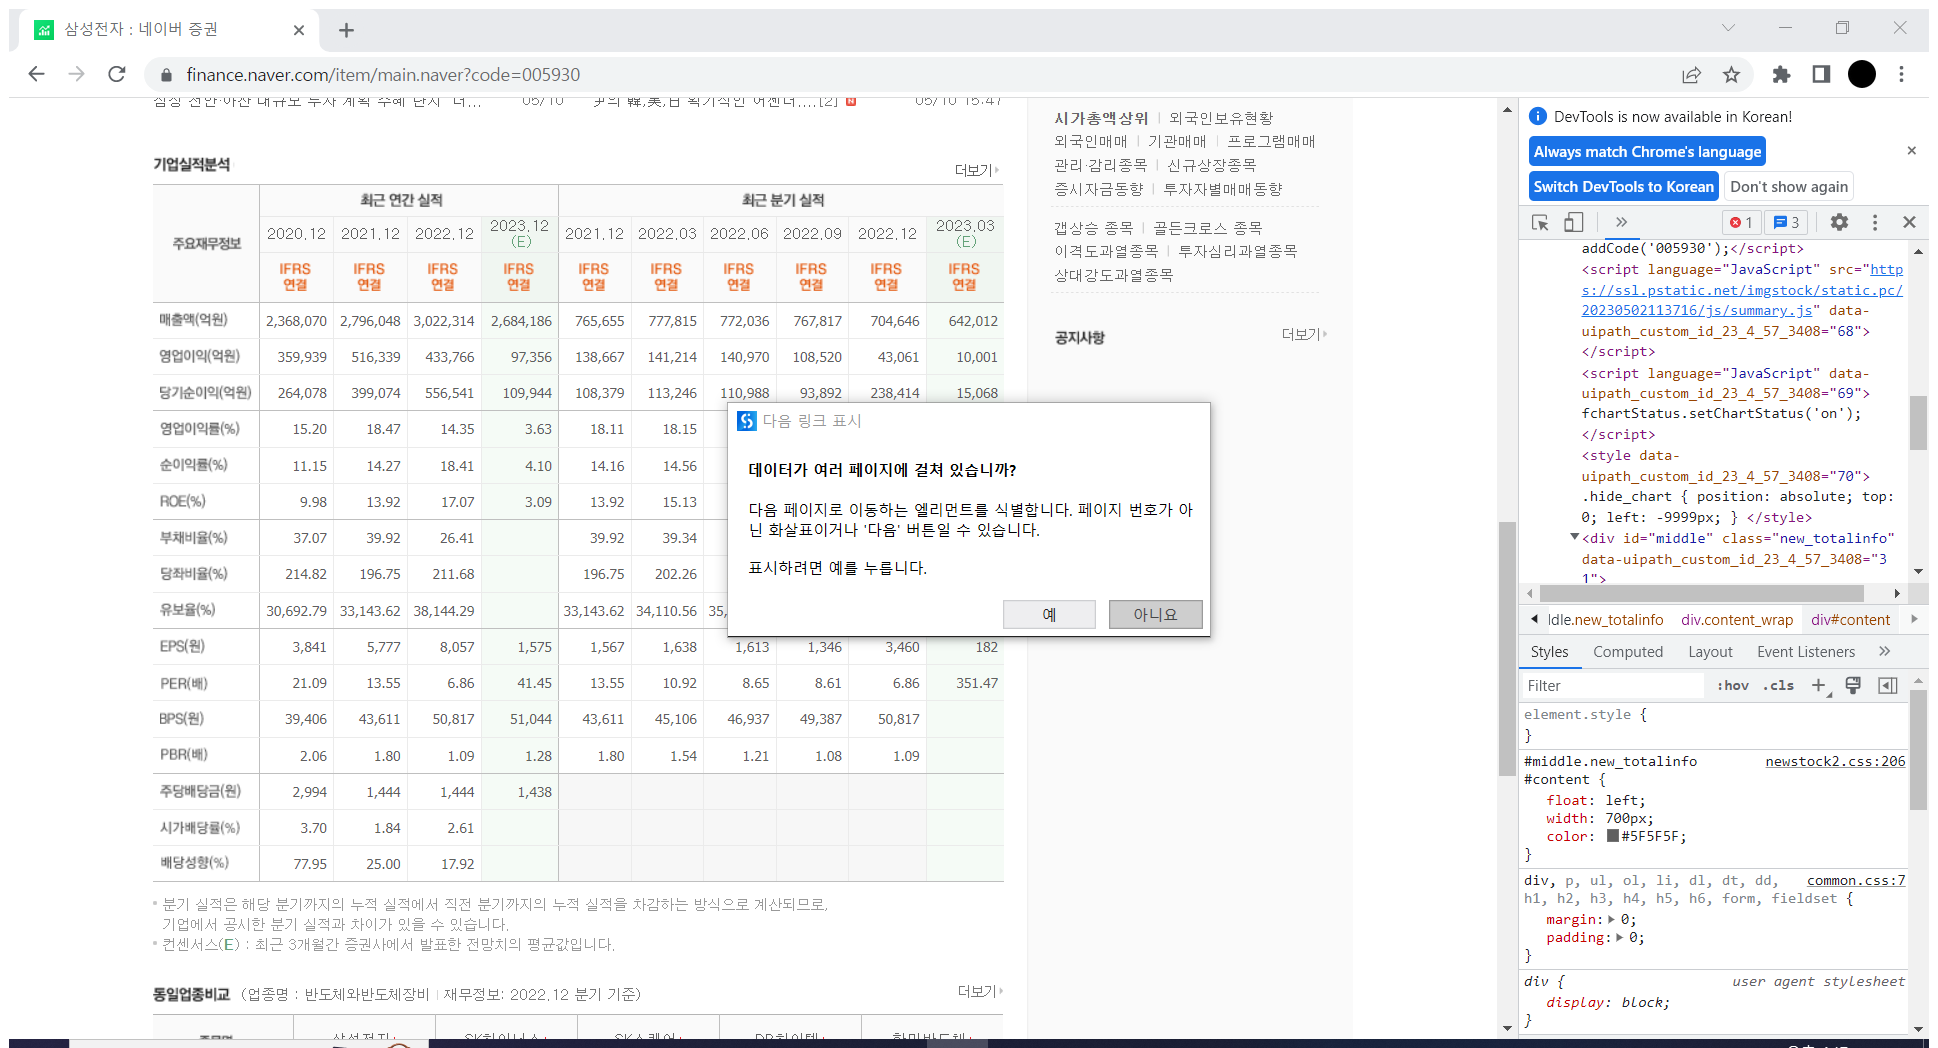 삼성전자 : 네이버 증권
finance.naver.com/item/main.naver?code=005930
05/10
05/10 15:47
기업실적분석
더보기
주요재무정보 최근 연간 실적 최근 분기 실적
2020.12 2021.12 2022.12 2023.12 (E) 2021.12 2022.03 2022.06 2022.09 2022.12 2023.03 (E)
IFRS 연결 IFRS 연결 IFRS 연결 IFRS 연결 IFRS 연결 IFRS 연결 IFRS 연결 IFRS 연결 IFRS 연결 IFRS 연결
매출액(억원) 2,368,070 2,796,048 3,022,314 2,684,186 765,655 777,815 772,036 767,817 704,646 642,012
영업이익(억원) 359,939 516,339 433,766 97,356 138,667 141,214 140,970 108,520 43,061 10,001
당기순이익(억원) 264,078 399,074 556,541 109,944 108,379 113,246 110,988 93,892 238,414 15,068
영업이익률(%) 15.20 18.47 14.35 3.63 18.11 18.15
순이익률(%) 11.15 14.27 18.41 4.10 14.16 14.56
ROE(%) 9.98 13.92 17.07 3.09 13.92 15.13
부채비율(%) 37.07 39.92 26.41 39.92 39.34
당좌비율(%) 214.82 196.75 211.68 196.75 202.26
유보율(%) 30,692.79 33,143.62 38,144.29 33,143.62 34,110.56 35,
EPS(원) 3,841 5,777 8,057 1,575 1,567 1,638 1,613 1,346 3,460 182
PER(배) 21.09 13.55 6.86 41.45 13.55 10.92 8.65 8.61 6.86 351.47
BPS(원) 39,406 43,611 50,817 51,044 43,611 45,106 46,937 49,387 50,817
PBR(배) 2.06 1.80 1.09 1.28 1.80 1.54 1.21 1.08 1.09
주당배당금(원) 2,994 1,444 1,444 1,438
시가배당률(%) 3.70 1.84 2.61
배당성향(%) 77.95 25.00 17.92
분기 실적은 해당 분기까지의 누적 실적에서 직전 분기까지의 누적 실적을 차감하는 방식으로 계산되므로,
기업에서 공시한 분기 실적과 차이가 있을 수 있습니다.
컨센서스(E) : 최근 3개월간 증권사에서 발표한 전망치의 평균값입니다.
동일업종비교 (업종명 : 반도체와반도체장비 | 재무정보: 2022.12 분기 기준)
더보기
종목명 삼성전자 SK하이닉스 SK스퀘어 DB하이텍 한미반도체
시가총액상위 | 외국인보유현황
외국인매매 | 기관매매 | 프로그램매매
관리·감리종목 | 신규상장종목
증시자금동향 | 투자자별매매동향
갭상승 종목 | 골든크로스 종목
이격도과열종목 | 투자심리과열종목
상대강도과열종목
공지사항
더보기
다음 링크 표시
데이터가 여러 페이지에 걸쳐 있습니까?
다음 페이지로 이동하는 엘리먼트를 식별합니다. 페이지 번호가 아
닌 화살표이거나 '다음' 버튼일 수 있습니다.
표시하려면 예를 누릅니다.
예 아니요
DevTools is now available in Korean!
Always match Chrome's language
Switch DevTools to Korean Don't show again
1 3
addCode('005930');</script>
<script language="JavaScript" src="http
s://ssl.pstatic.net/imgstock/static.pc/
20230502113716/js/summary.js" data-
uipath_custom_id_23_4_57_3408="68">
</script>
<script language="JavaScript" data-
uipath_custom_id_23_4_57_3408="69">
fchartStatus.setChartStatus('on');
</script>
<style data-
uipath_custom_id_23_4_57_3408="70">
.hide_chart { position: absolute; top:
0; left: -9999px; } </style>
<div id="middle" class="new_totalinfo"
data-uipath_custom_id_23_4_57_3408="3
1">
ldle.new_totalinfo div.content_wrap div#content
Styles Computed Layout Event Listeners
Filter :hov .cls
element.style {
}
#middle.new_totalinfo newstock2.css:206
#content {
float: left;
width: 700px;
color: #5F5F5F;
}
div, p, ul, ol, li, dl, dt, dd, common.css:7
h1, h2, h3, h4, h5, h6, form, fieldset {
margin: 0;
padding: 0;
}
div { user agent stylesheet
display: block;
}